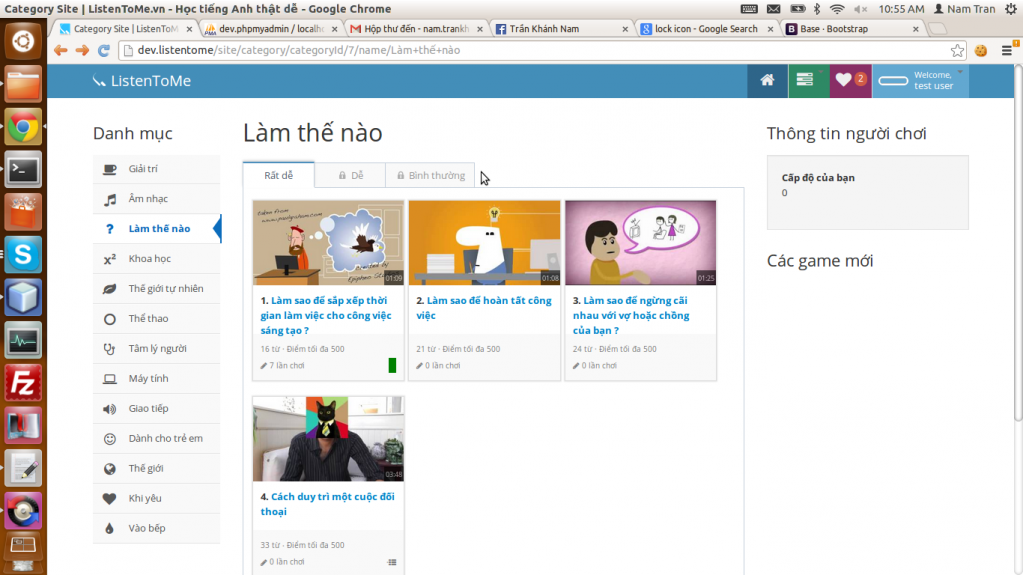 Category Site | ListenToMe.vn - Học tiếng Anh thật dễ - Google Chrome
10:55 AM
Nam Tran
Category Site | ListenToM
dev.phpmyadmin / localho
Hộp thư đến - nam.trankh
Trần Khánh Nam
lock icon - Google Search
Base · Bootstrap
dev.listentome/site/category/categoryId/7/name/Làm+thế+nào
ListenToMe
2
Welcome,
test user
Danh mục
Giải trí
Âm nhạc
Làm thế nào
Khoa học
Thế giới tự nhiên
Thể thao
Tâm lý người
Máy tính
Giao tiếp
Dành cho trẻ em
Thế giới
Khi yêu
Vào bếp
Làm thế nào
Rất dễ
Dễ
Bình thường
01:09
1. Làm sao để sắp xếp thời
gian làm việc cho công việc
sáng tạo ?
16 từ · Điểm tối đa 500
7 lần chơi
01:08
2. Làm sao để hoàn tất công
việc
21 từ · Điểm tối đa 500
0 lần chơi
01:25
3. Làm sao để ngừng cãi
nhau với vợ hoặc chồng
của bạn ?
24 từ · Điểm tối đa 500
0 lần chơi
03:48
4. Cách duy trì một cuộc đối
thoại
33 từ · Điểm tối đa 500
0 lần chơi
Thông tin người chơi
Cấp độ của bạn
0
Các game mới